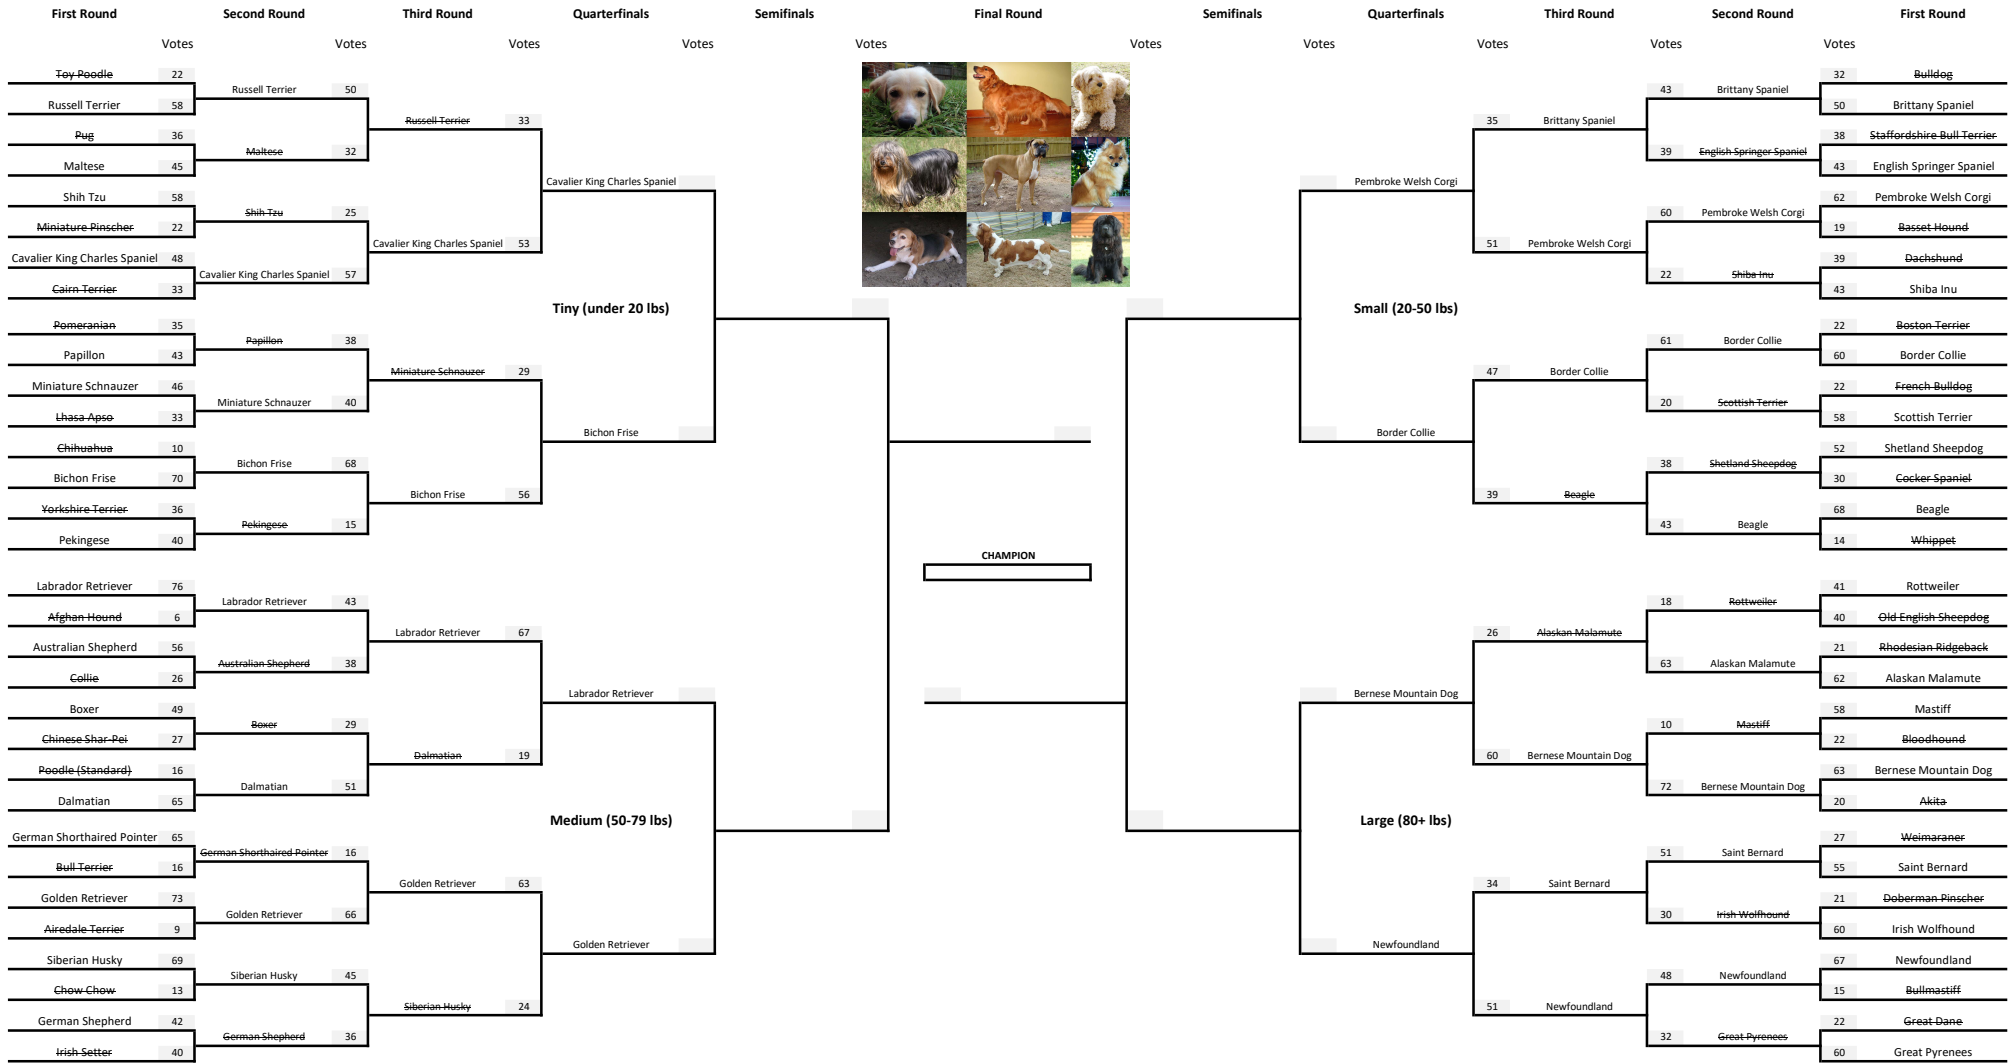 First Round Second Round Third Round Quarterfinals Semifinals Final Round Semifinals Quarterfinals Third Round Second Round First Round
Votes Votes Votes Votes Votes Votes Votes Votes Votes Votes
Toy Poodle 22
Russell Terrier 58
Pug 36
Maltese 45
Shih Tzu 58
Miniature Pinscher 22
Cavalier King Charles Spaniel 48
Cairn Terrier 33
Pomeranian 35
Papillon 43
Miniature Schnauzer 46
Lhasa Apso 33
Chihuahua 10
Bichon Frise 70
Yorkshire Terrier 36
Pekingese 40
Labrador Retriever 76
Afghan Hound 6
Australian Shepherd 56
Collie 26
Boxer 49
Chinese Shar-Pei 27
Poodle (Standard) 16
Dalmatian 65
German Shorthaired Pointer 65
Bull Terrier 16
Golden Retriever 73
Airedale Terrier 9
Siberian Husky 69
Chow Chow 13
German Shepherd 42
Irish Setter 40
Russell Terrier 50
Maltese 32
Shih Tzu 25
Cavalier King Charles Spaniel 57
Papillon 38
Miniature Schnauzer 40
Bichon Frise 68
Pekingese 15
Labrador Retriever 43
Australian Shepherd 38
Boxer 29
Dalmatian 51
German Shorthaired Pointer 16
Golden Retriever 66
Siberian Husky 45
German Shepherd 36
Russell Terrier 33
Cavalier King Charles Spaniel 53
Miniature Schnauzer 29
Bichon Frise 56
Labrador Retriever 67
Dalmatian 19
Golden Retriever 63
Siberian Husky 24
Cavalier King Charles Spaniel
Tiny (under 20 lbs)
Bichon Frise
Labrador Retriever
Medium (50-79 lbs)
Golden Retriever
CHAMPION
Pembroke Welsh Corgi
Small (20-50 lbs)
Border Collie
Bernese Mountain Dog
Large (80+ lbs)
Newfoundland
35 Brittany Spaniel
51 Pembroke Welsh Corgi
47 Border Collie
39 Beagle
26 Alaskan Malamute
60 Bernese Mountain Dog
34 Saint Bernard
51 Newfoundland
43 Brittany Spaniel
39 English Springer Spaniel
60 Pembroke Welsh Corgi
22 Shiba Inu
61 Border Collie
20 Scottish Terrier
38 Shetland Sheepdog
43 Beagle
18 Rottweiler
63 Alaskan Malamute
10 Mastiff
72 Bernese Mountain Dog
51 Saint Bernard
30 Irish Wolfhound
48 Newfoundland
32 Great Pyrenees
32 Bulldog
50 Brittany Spaniel
38 Staffordshire Bull Terrier
43 English Springer Spaniel
62 Pembroke Welsh Corgi
19 Basset Hound
39 Dachshund
43 Shiba Inu
22 Boston Terrier
60 Border Collie
22 French Bulldog
58 Scottish Terrier
52 Shetland Sheepdog
30 Cocker Spaniel
68 Beagle
14 Whippet
41 Rottweiler
40 Old English Sheepdog
21 Rhodesian Ridgeback
62 Alaskan Malamute
58 Mastiff
22 Bloodhound
63 Bernese Mountain Dog
20 Akita
27 Weimaraner
55 Saint Bernard
21 Doberman Pinscher
60 Irish Wolfhound
67 Newfoundland
15 Bullmastiff
22 Great Dane
60 Great Pyrenees